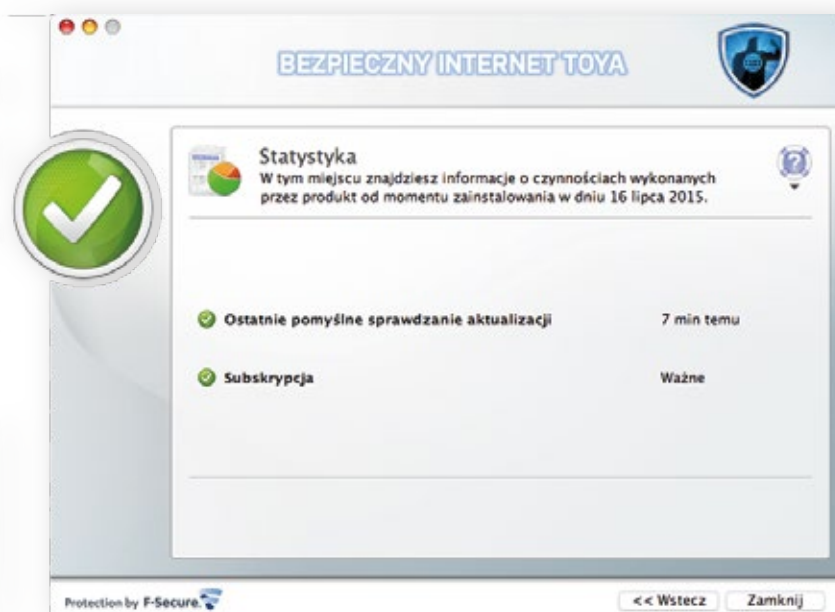 BEZPIECZNY INTERNET TOYA
Statystyka
W tym miejscu znajdziesz informacje o czynnościach wykonanych
przez produkt od momentu zainstalowania w dniu 16 lipca 2015.
Ostatnie pomyślne sprawdzanie aktualizacji 7 min temu
Subskrypcja Ważne
Protection by F-Secure. << Wstecz Zamknij